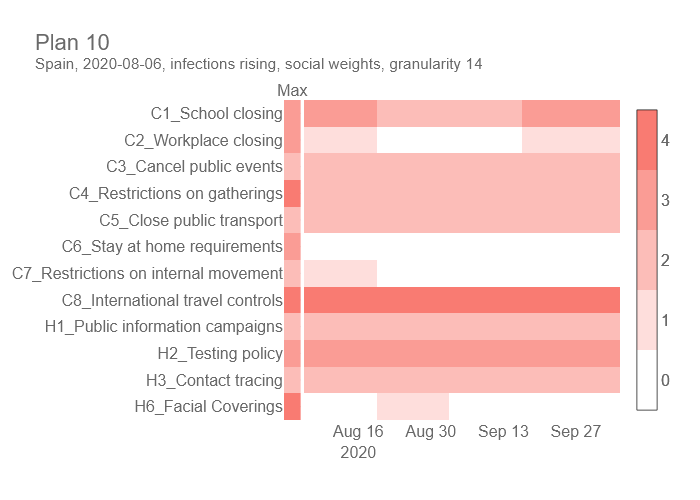 Plan 10
Spain, 2020-08-06, infections rising, social weights, granularity 14
Max
C1_School closing
C2_Workplace closing
C3_Cancel public events
C4_Restrictions on gatherings
C5_Close public transport
C6_Stay at home requirements
C7_Restrictions on internal movement
C8_International travel controls
H1_Public information campaigns
H2_Testing policy
H3_Contact tracing
H6_Facial Coverings
Aug 16 Aug 30 Sep 13 Sep 27
2020
4
3
2
1
0